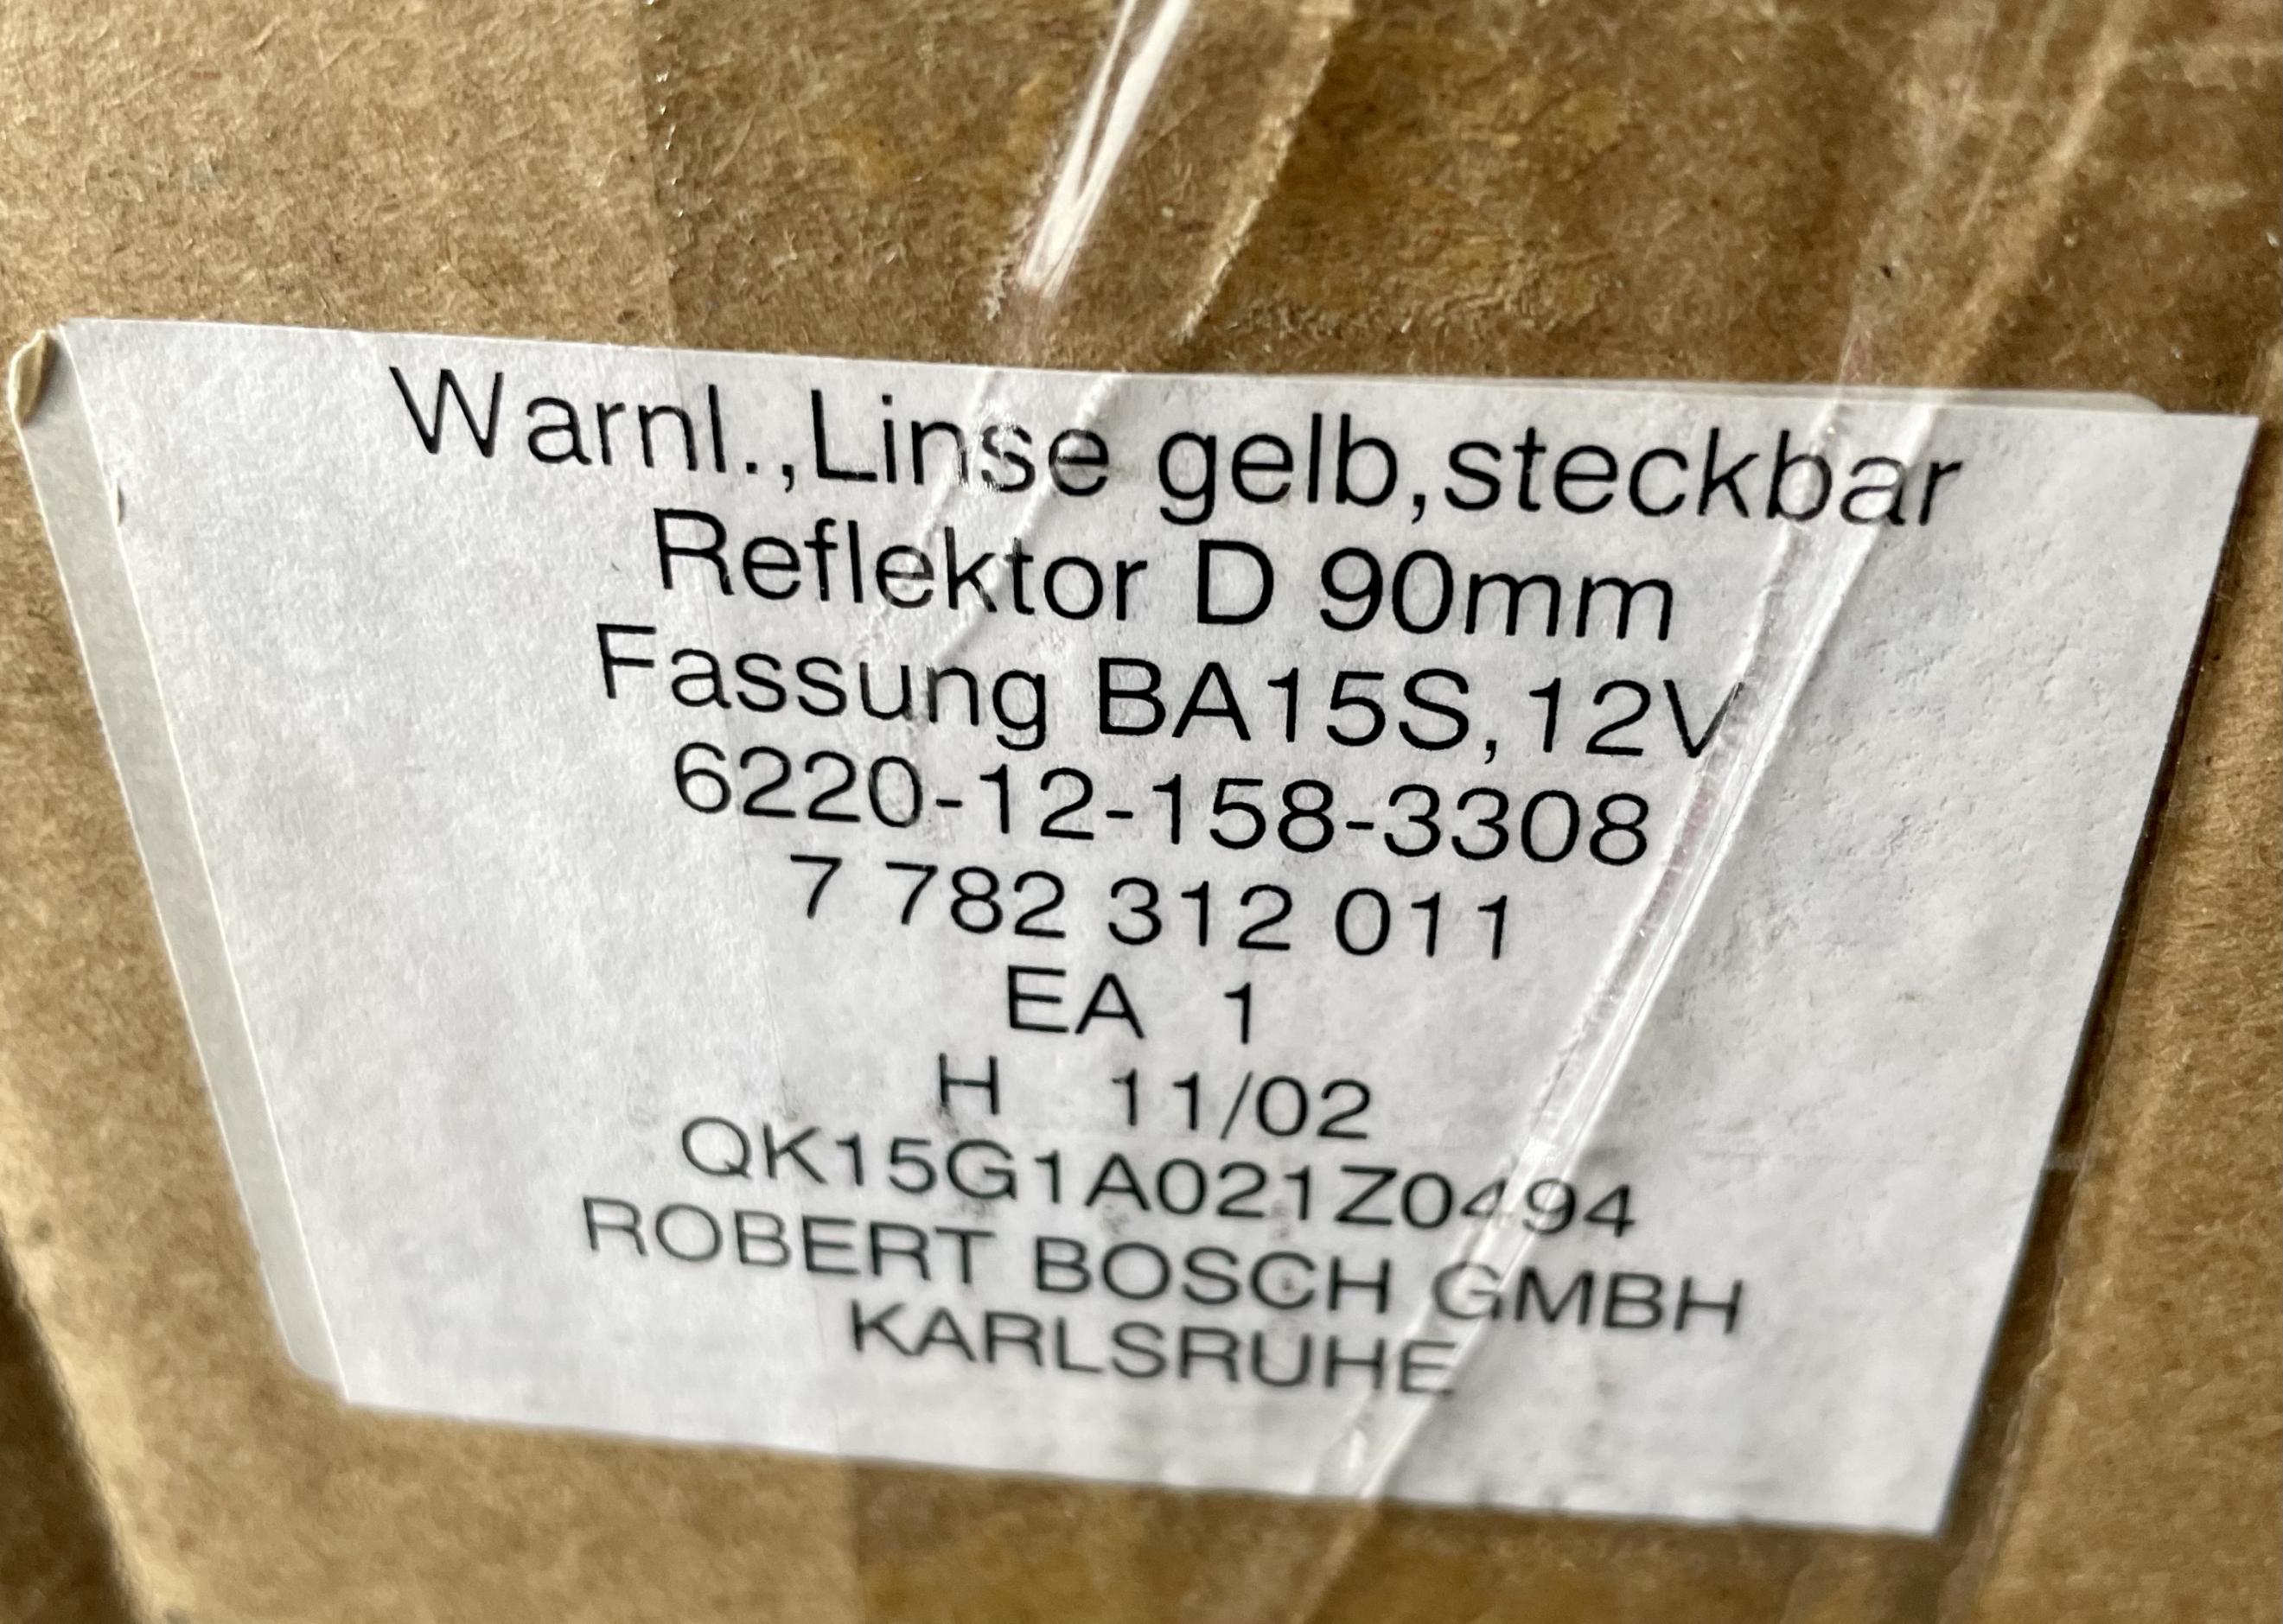 Warnl.,Linse gelb,steckbar
Reflektor D 90mm
Fassung BA15S,12V
6220-12-158-3308
7 782 312 011
EA 1
H 11/02
QK15G1A021Z0494
ROBERT BOSCH GMBH
KARLSRUHE